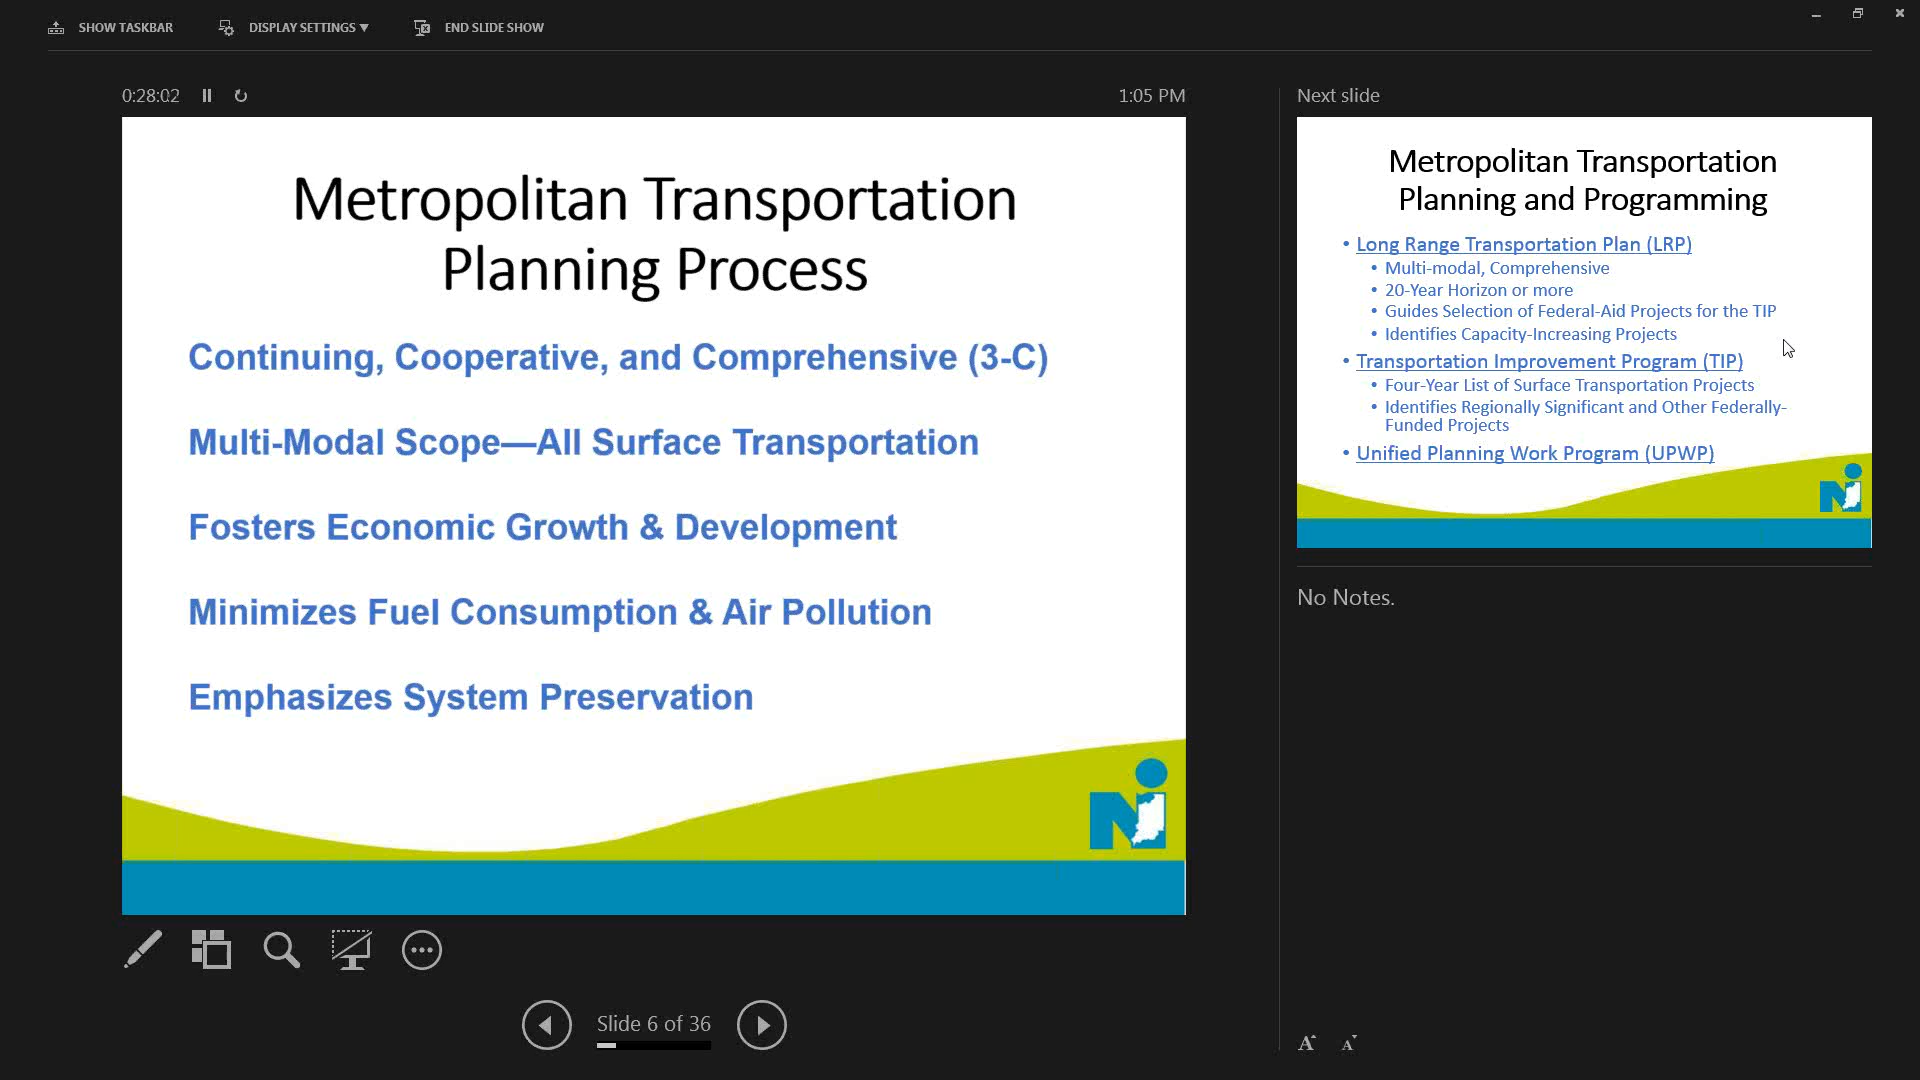 SHOW TASKBAR
DISPLAY SETTINGS
END SLIDE SHOW
0:28:02
1:05 PM
Metropolitan Transportation
Planning Process
Continuing, Cooperative, and Comprehensive (3-C)
Multi-Modal Scope—All Surface Transportation
Fosters Economic Growth & Development
Minimizes Fuel Consumption & Air Pollution
Emphasizes System Preservation
Ni
Slide 6 of 36
Next slide
Metropolitan Transportation
Planning and Programming
• Long Range Transportation Plan (LRP)
• Multi-modal, Comprehensive
• 20-Year Horizon or more
• Guides Selection of Federal-Aid Projects for the TIP
• Identifies Capacity-Increasing Projects
• Transportation Improvement Program (TIP)
• Four-Year List of Surface Transportation Projects
• Identifies Regionally Significant and Other Federally-
Funded Projects
• Unified Planning Work Program (UPWP)
Ni
No Notes.
A A